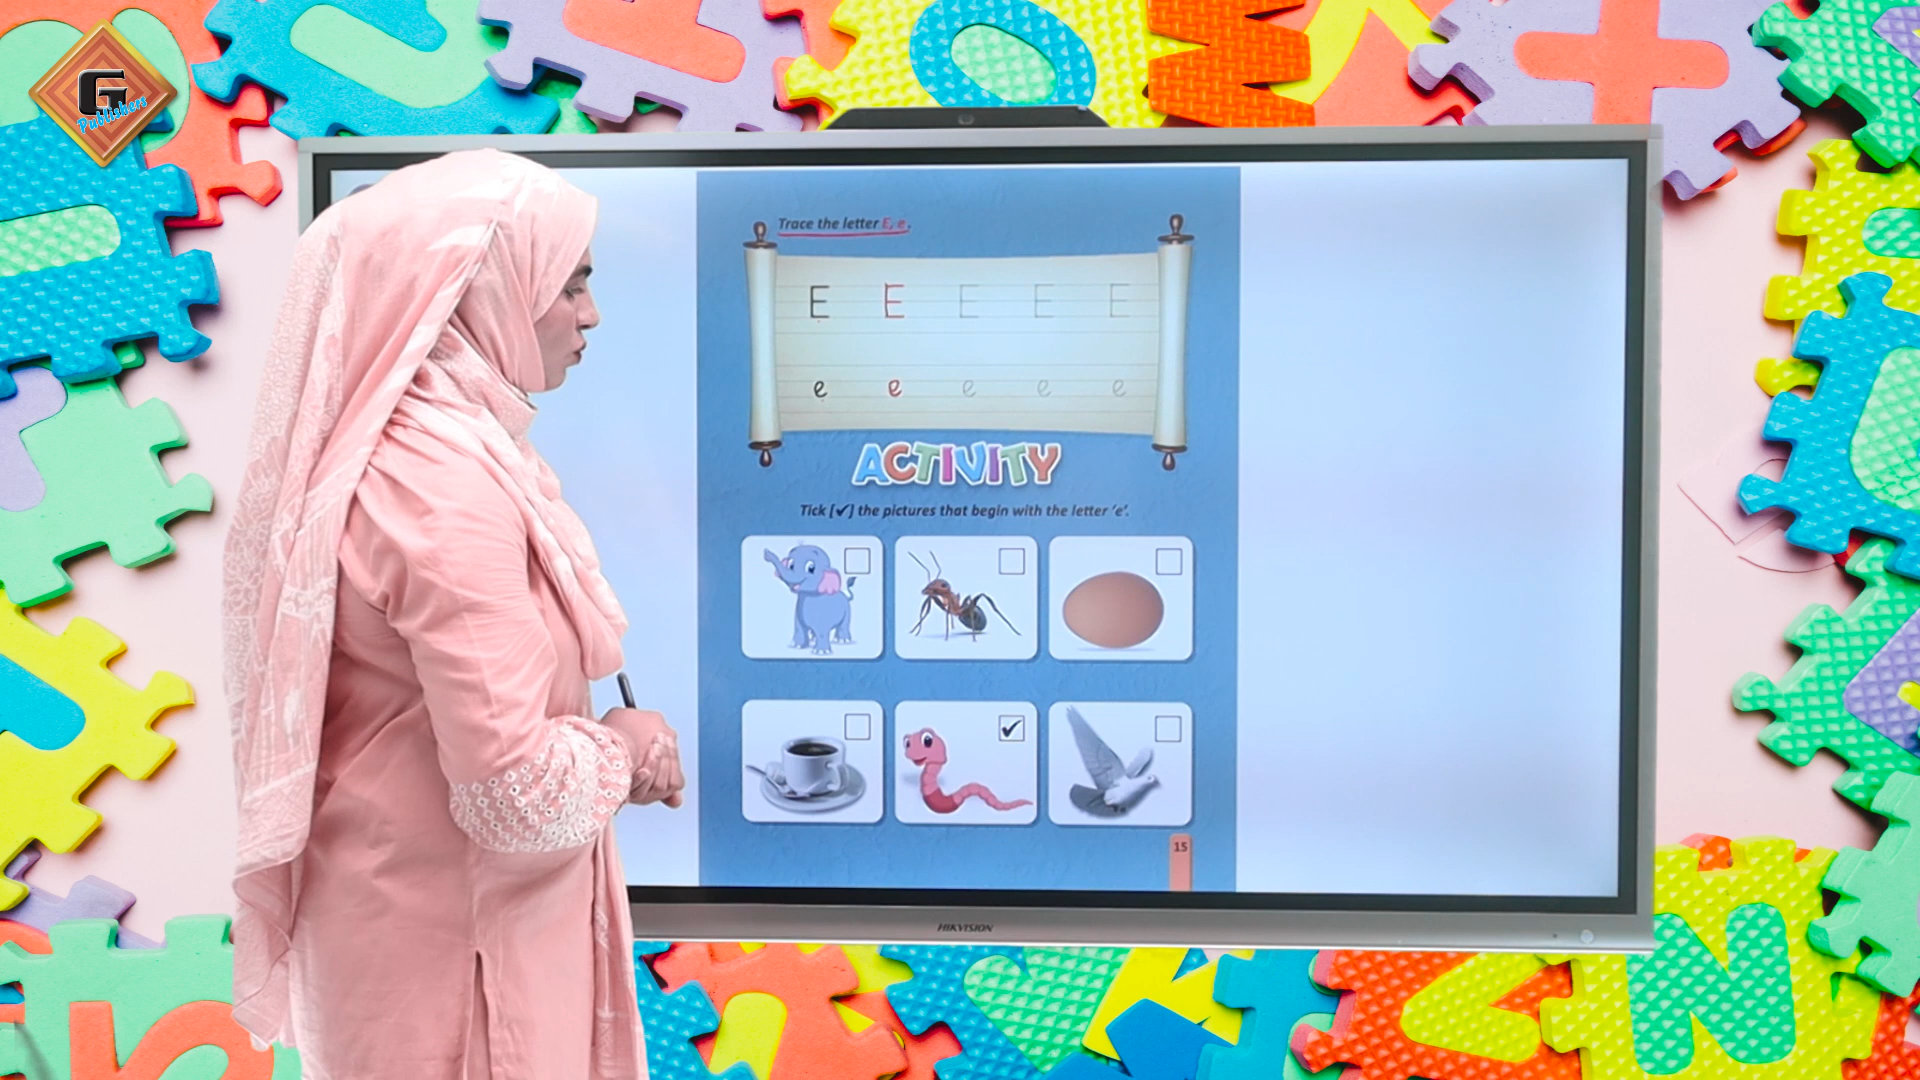 G
Publishers
Trace the letter E, e.
E E E E E
e e e e e
ACTIVITY
Tick [✓] the pictures that begin with the letter ‘e’.
15
HIKVISION